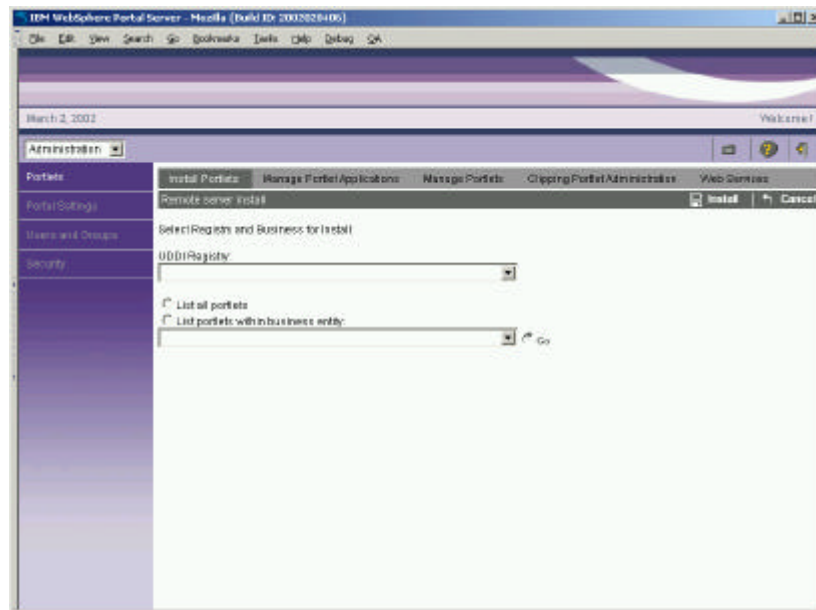 IBM WebSphere Portal Server - Mozilla {Build ID: 2002020406}
File Edit View Search Go Bookmarks Tasks Help Debug QA
March 2, 2002 Welcome!
Administration
Portlets
Portal Settings
Users and Groups
Security
Install Portlets Manage Portlet Applications Manage Portlets Clipping Portlet Administration Web Services
Remote server install Install Cancel
Select Registry and Business for Install:
UDDI Registry:
List all portlets
List portlets within business entity:
Go